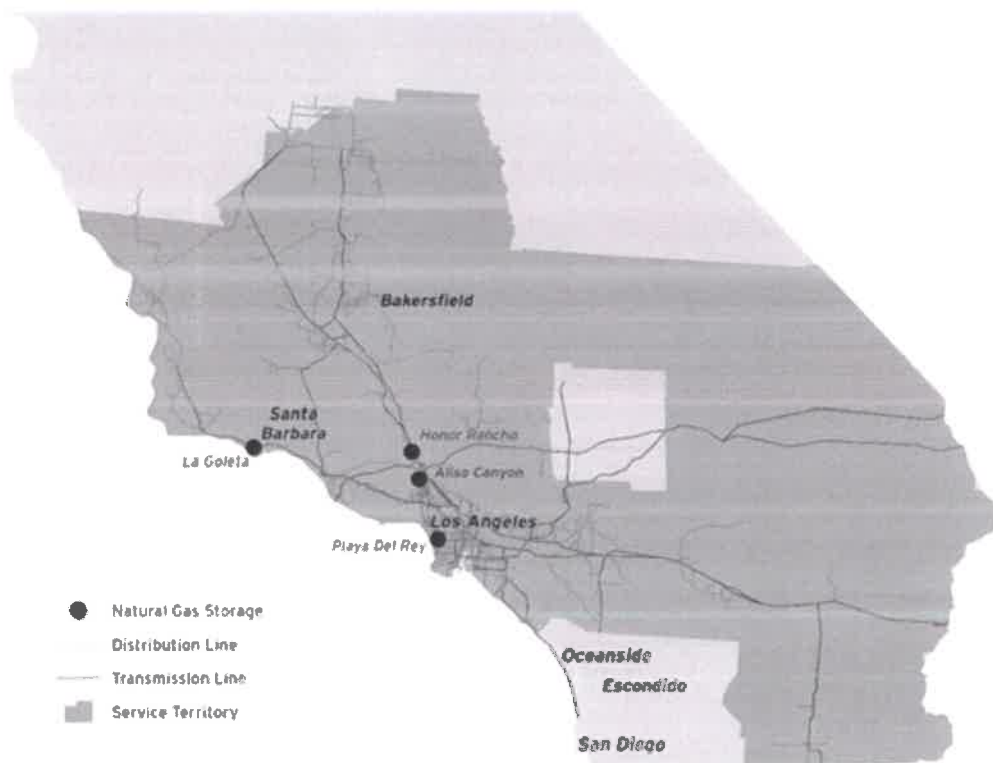 Bakersfield
Santa
Barbara
Honor Rancho
La Goleta
Aliso Canyon
Los Angeles
Playa Del Rey
Natural Gas Storage
Distribution Line
Transmission Line
Service Territory
Oceanside
Escondido
San Diego